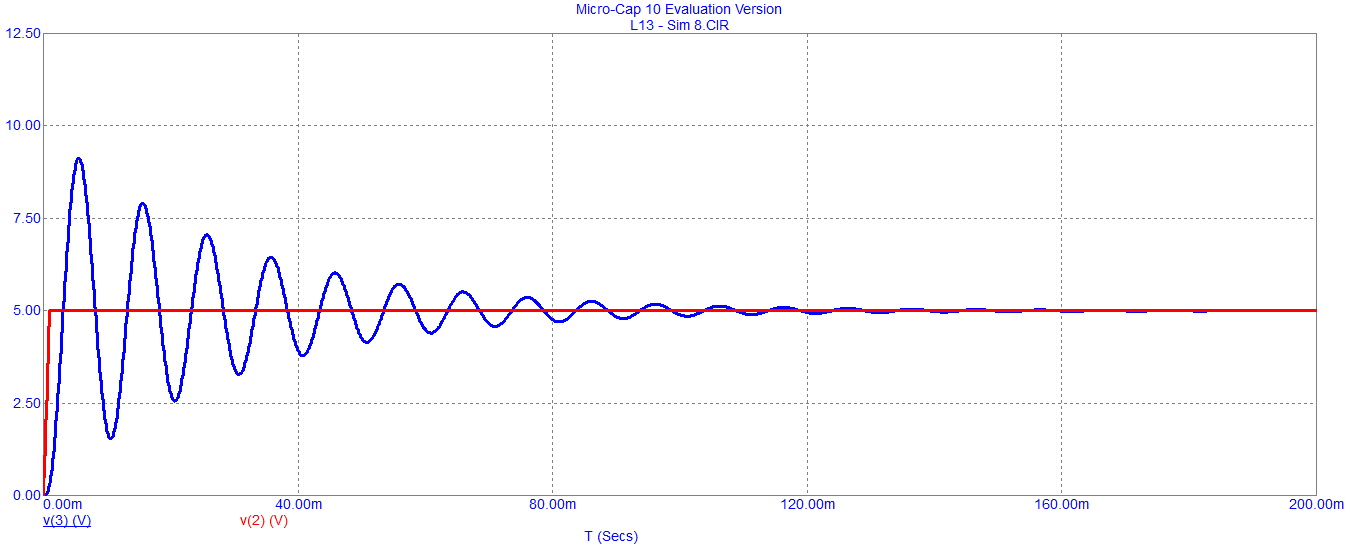 Micro-Cap 10 Evaluation Version
L13 - Sim 8.CIR
12.50
10.00
7.50
5.00
2.50
0.00
0.00m 40.00m 80.00m 120.00m 160.00m 200.00m
v(3) (V) v(2) (V)
T (Secs)